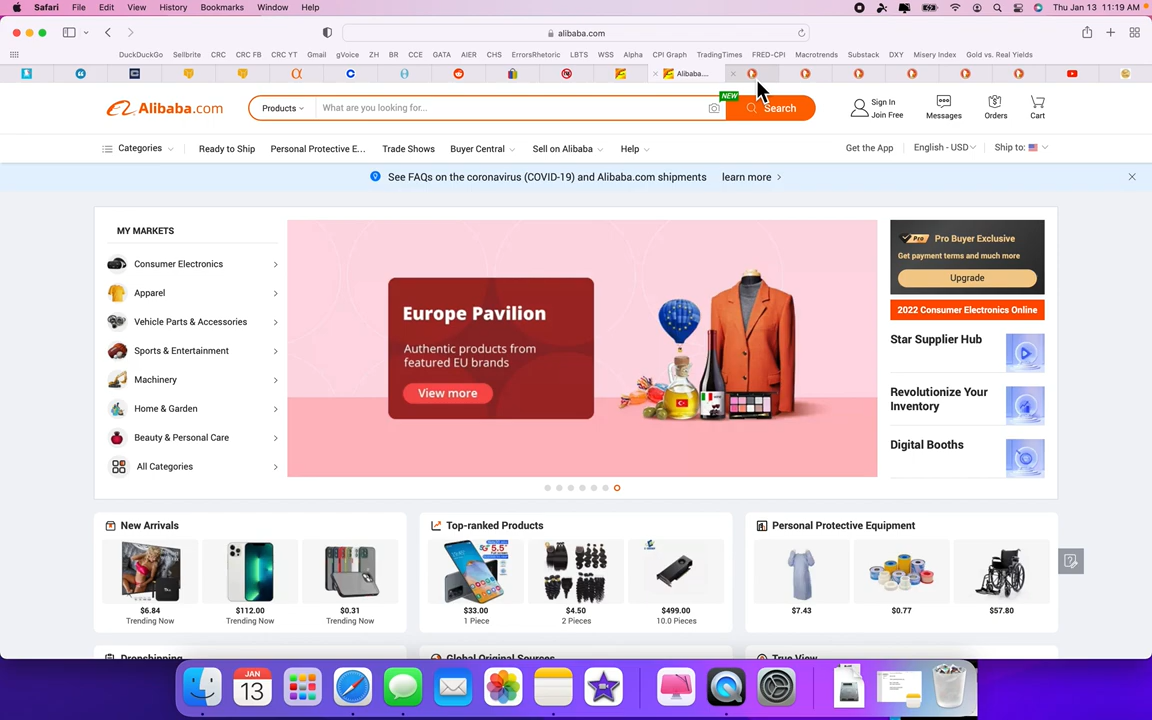 Safari File Edit View History Bookmarks Window Help Thu Jan 13 11:19 AM
alibaba.com
DuckDuckGo Sellbrite CRC CRC FB CRC YT Gmail gVoice ZH BR CCE GATA AIER CHS ErrorsRhetoric LBTS WSS Alpha CPI Graph TradingTimes FRED-CPI Macrotrends Substack DXY Misery Index Gold vs. Real Yields
Alibaba....
Alibaba.com Products What are you looking for... NEW Search Sign In Join Free Messages Orders Cart
Categories Ready to Ship Personal Protective E... Trade Shows Buyer Central Sell on Alibaba Help Get the App English - USD Ship to:
See FAQs on the coronavirus (COVID-19) and Alibaba.com shipments learn more
MY MARKETS
Consumer Electronics
Apparel
Vehicle Parts & Accessories
Sports & Entertainment
Machinery
Home & Garden
Beauty & Personal Care
All Categories
Europe Pavilion
Authentic products from
featured EU brands
View more
Pro Pro Buyer Exclusive
Get payment terms and much more
Upgrade
2022 Consumer Electronics Online
Star Supplier Hub
Revolutionize Your
Inventory
Digital Booths
New Arrivals
$6.84 $112.00 $0.31
Trending Now Trending Now Trending Now
Top-ranked Products
5.5"
$33.00 $4.50 $499.00
1 Piece 2 Pieces 10.0 Pieces
Personal Protective Equipment
$7.43 $0.77 $57.80
Dropshipping Global Original Sources True View
JAN
13